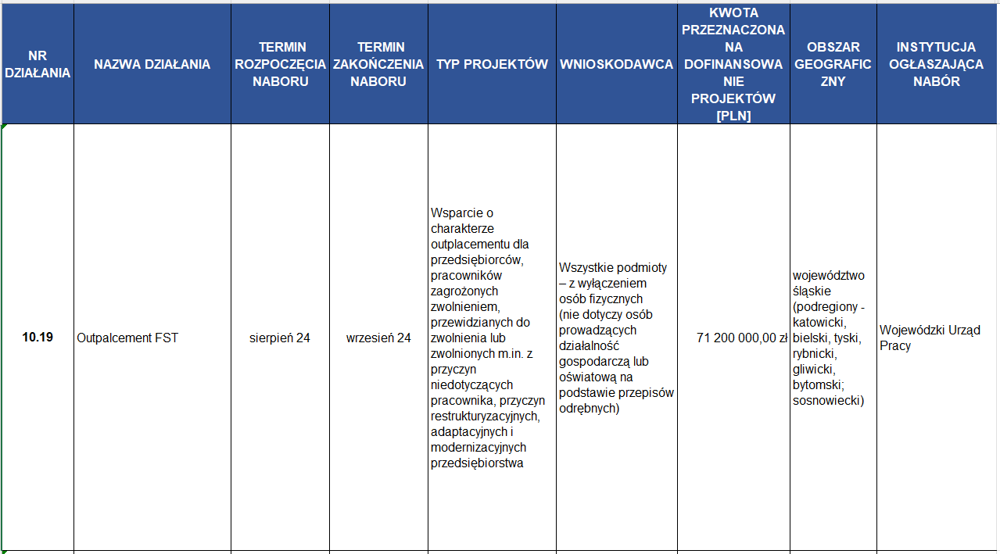 NR
DZIAŁANIA
NAZWA DZIAŁANIA
TERMIN
ROZPOCZĘCIA
NABORU
TERMIN
ZAKOŃCZENIA
NABORU
TYP PROJEKTÓW
WNIOSKODAWCA
KWOTA
PRZEZNACZONA
NA
DOFINANSOWA
NIE
PROJEKTÓW
[PLN]
OBSZAR
GEOGRAFIC
ZNY
INSTYTUCJA
OGŁASZAJĄCA
NABÓR
10.19
Outpalcement FST
sierpień 24
wrzesień 24
Wsparcie o
charakterze
outplacementu dla
przedsiębiorców,
pracowników
zagrożonych
zwolnieniem,
przewidzianych do
zwolnienia lub
zwolnionych m.in. z
przyczyn
niedotyczących
pracownika, przyczyn
restrukturyzacyjnych,
adaptacyjnych i
modernizacyjnych
przedsiębiorstwa
Wszystkie podmioty
– z wyłączeniem
osób fizycznych
(nie dotyczy osób
prowadzących
działalność
gospodarczą lub
oświatową na
podstawie przepisów
odrębnych)
71 200 000,00 zł
województwo
śląskie
(podregiony -
katowicki,
bielski, tyski,
rybnicki,
gliwicki,
bytomski;
sosnowiecki)
Wojewódzki Urząd
Pracy